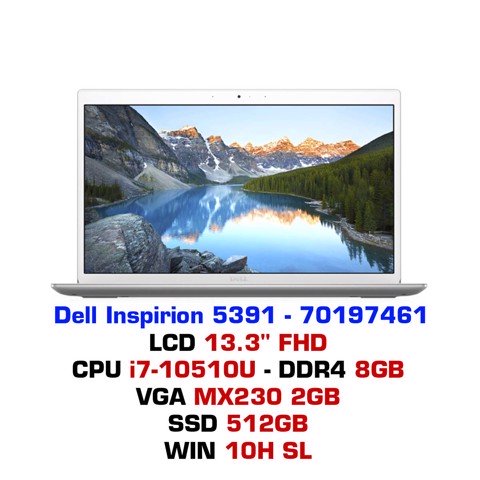 DELL
Dell Inspirion 5391 - 70197461
LCD 13.3" FHD
CPU i7-10510U - DDR4 8GB
VGA MX230 2GB
SSD 512GB
WIN 10H SL